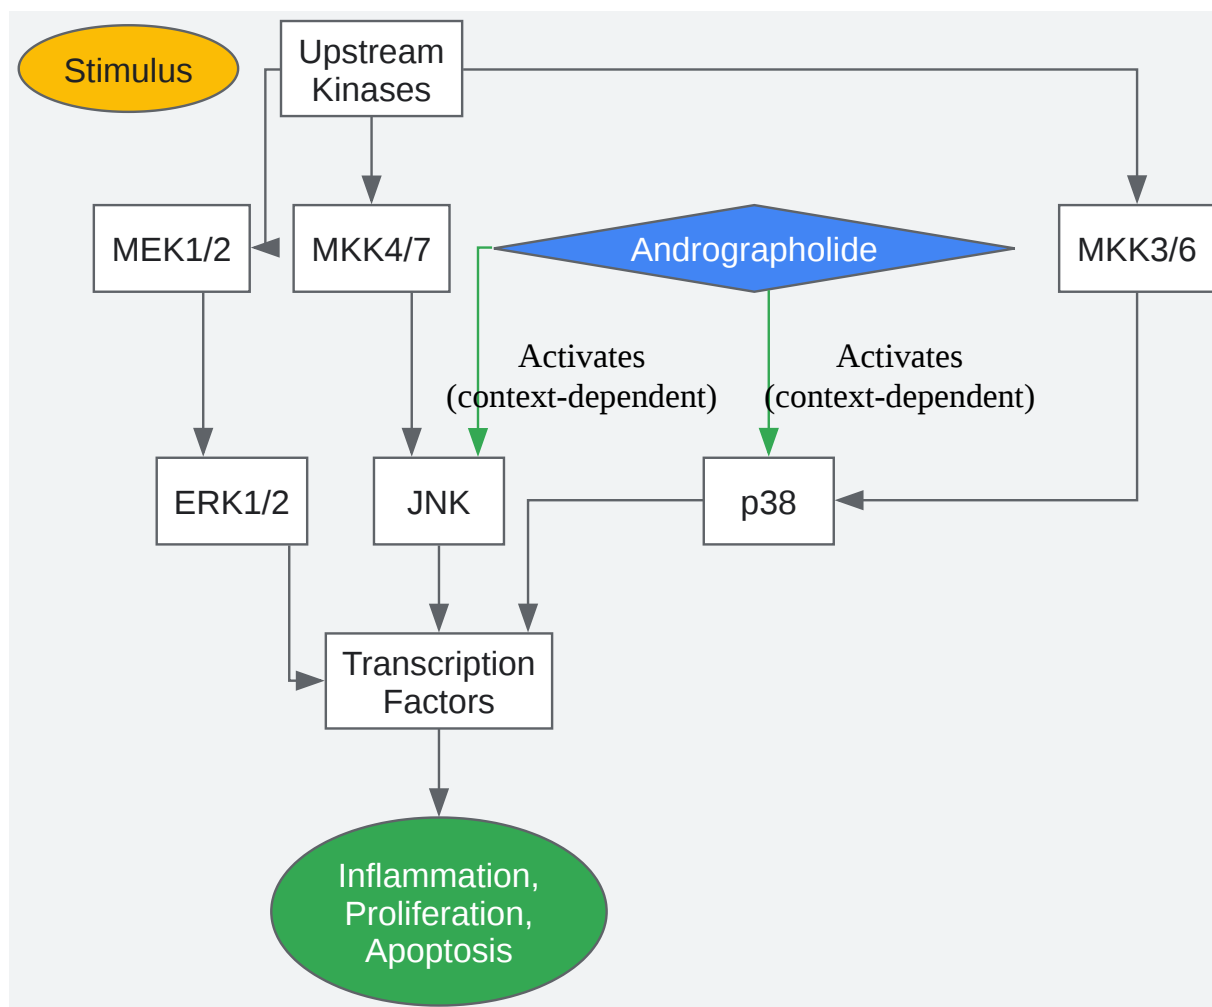 Stimulus
Upstream
Kinases
MEK1/2
MKK4/7
Andrographolide
MKK3/6
Activates
(context-dependent)
Activates
(context-dependent)
ERK1/2
JNK
p38
Transcription
Factors
Inflammation,
Proliferation,
Apoptosis